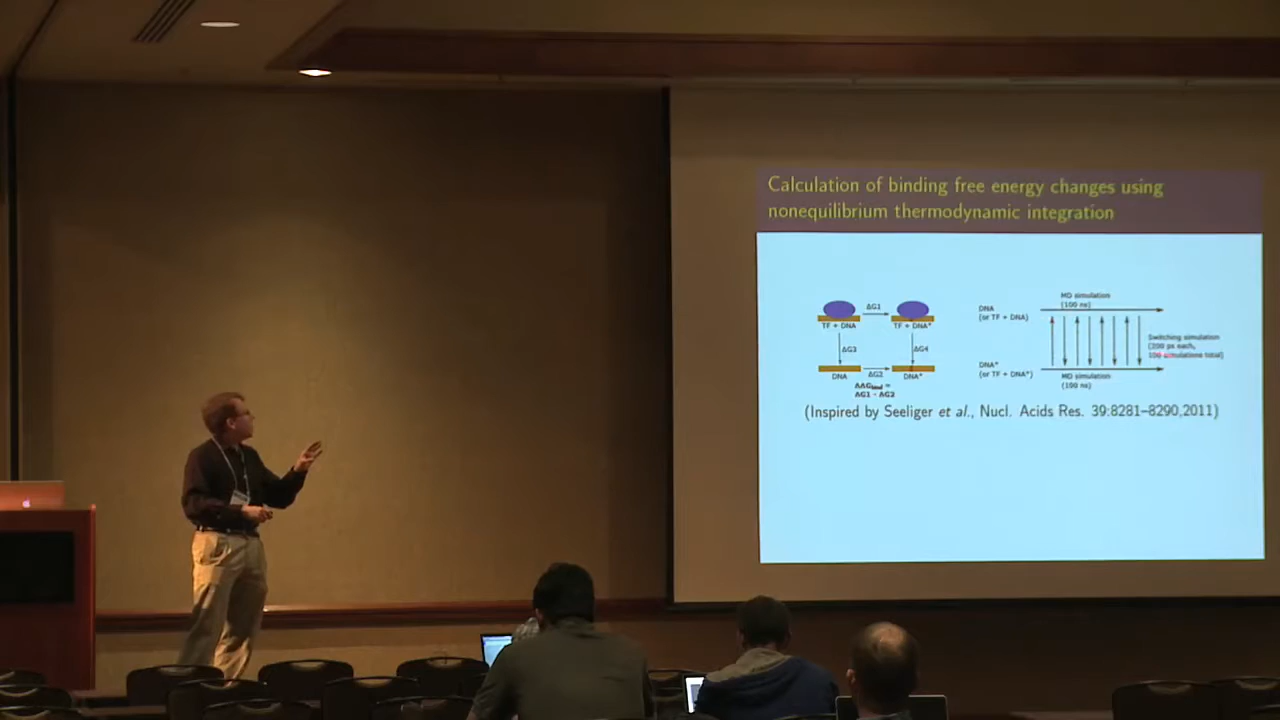 Calculation of binding free energy changes using
nonequilibrium thermodynamic integration
ΔG1
TF + DNA
TF + DNA*
ΔG3
ΔG4
ΔG2
DNA
DNA*
ΔΔGbind =
ΔG1 - ΔG2
MD simulation
(100 ns)
DNA
(or TF + DNA)
Switching simulation
(200 ps each,
100 simulations total)
DNA*
(or TF + DNA*)
MD simulation
(100 ns)
(Inspired by Seeliger et al., Nucl. Acids Res. 39:8281–8290,2011)